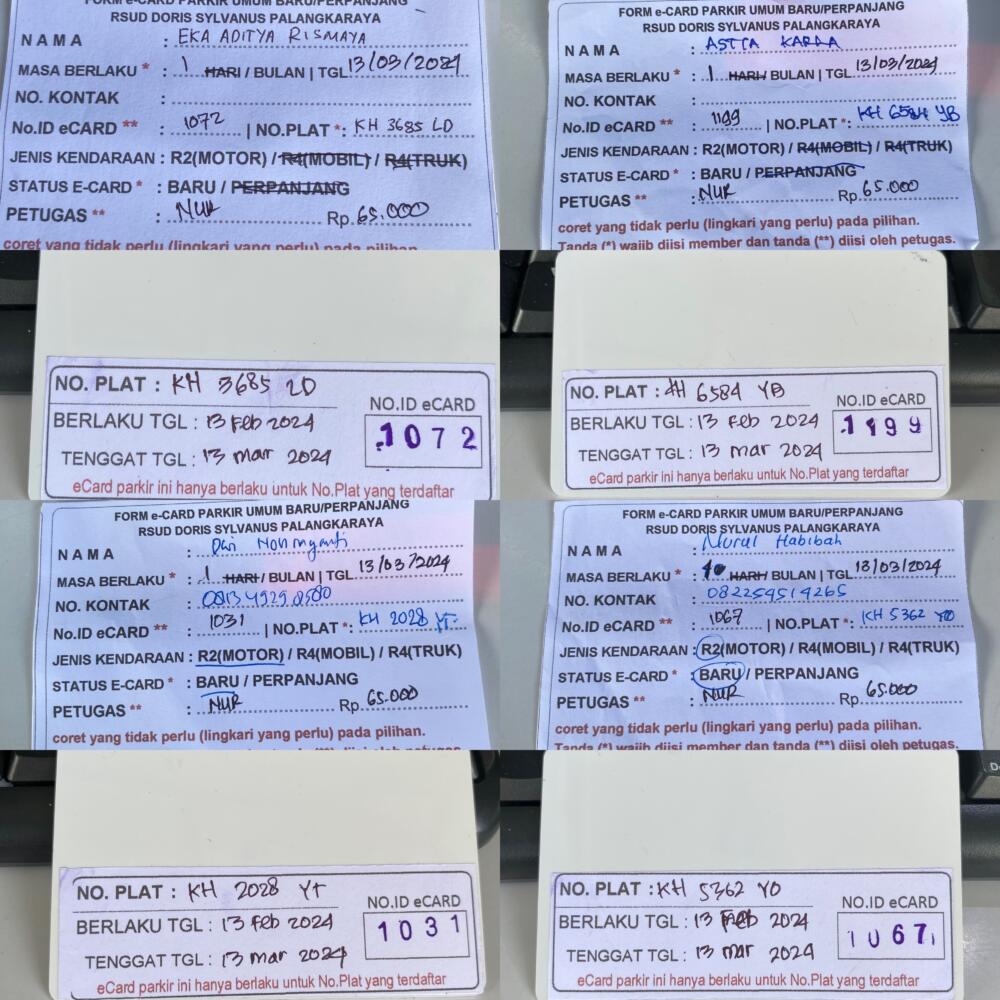 FORM e-CARD PARKIR UMUM BARU/PERPANJANG
RSUD DORIS SYLVANUS PALANGKARAYA
NAMA : EKA ADITYA RISMAYA
MASA BERLAKU * : 1 HARI / BULAN | TGL 13/03/2024
NO. KONTAK :
No.ID eCARD ** : 1072 | NO.PLAT *: KH 3685 LD
JENIS KENDARAAN : R2(MOTOR) / R4(MOBIL) / R4(TRUK)
STATUS E-CARD * : BARU / PERPANJANG
PETUGAS ** : NUR Rp. 65.000
coret yang tidak perlu (lingkari yang perlu) pada pilihan.
FORM e-CARD PARKIR UMUM BARU/PERPANJANG
RSUD DORIS SYLVANUS PALANGKARAYA
NAMA : KARRA
MASA BERLAKU * : 1 HARI / BULAN | TGL 13/03/2024
NO. KONTAK :
No.ID eCARD ** : 1199 | NO.PLAT *: KH 6584 YB
JENIS KENDARAAN : R2(MOTOR) / R4(MOBIL) / R4(TRUK)
STATUS E-CARD * : BARU / PERPANJANG
PETUGAS ** : NUR Rp. 65.000
coret yang tidak perlu (lingkari yang perlu) pada pilihan.
Tanda (*) wajib diisi member dan tanda (**) diisi oleh petugas.
NO. PLAT : KH 3685 LD
BERLAKU TGL : 13 Feb 2024
TENGGAT TGL : 13 mar 2024
NO.ID eCARD
1072
eCard parkir ini hanya berlaku untuk No.Plat yang terdaftar
NO. PLAT : KH 6584 YB
BERLAKU TGL : 13 Feb 2024
TENGGAT TGL : 13 mar 2024
NO.ID eCARD
1199
eCard parkir ini hanya berlaku untuk No.Plat yang terdaftar
FORM e-CARD PARKIR UMUM BARU/PERPANJANG
RSUD DORIS SYLVANUS PALANGKARAYA
NAMA :
MASA BERLAKU * : 1 HARI / BULAN | TGL 13/03/2024
NO. KONTAK :
No.ID eCARD ** : 1031 | NO.PLAT *: KH 2028 YT
JENIS KENDARAAN : R2(MOTOR) / R4(MOBIL) / R4(TRUK)
STATUS E-CARD * : BARU / PERPANJANG
PETUGAS ** : NUR Rp. 65.000
coret yang tidak perlu (lingkari yang perlu) pada pilihan.
FORM e-CARD PARKIR UMUM BARU/PERPANJANG
RSUD DORIS SYLVANUS PALANGKARAYA
NAMA : Nurul Habibah
MASA BERLAKU * : 1 HARI / BULAN | TGL 13/03/2024
NO. KONTAK : 082254514265
No.ID eCARD ** : 1067 | NO.PLAT *: KH 5362 YO
JENIS KENDARAAN : R2(MOTOR) / R4(MOBIL) / R4(TRUK)
STATUS E-CARD * : BARU / PERPANJANG
PETUGAS ** : NUR Rp. 65.000
coret yang tidak perlu (lingkari yang perlu) pada pilihan.
Tanda (*) wajib diisi member dan tanda (**) diisi oleh petugas.
NO. PLAT : KH 2028 YT
BERLAKU TGL : 13 Feb 2024
TENGGAT TGL : 13 mar 2024
NO.ID eCARD
1031
eCard parkir ini hanya berlaku untuk No.Plat yang terdaftar
NO. PLAT : KH 5362 YO
BERLAKU TGL : 13 Feb 2024
TENGGAT TGL : 13 mar 2024
NO.ID eCARD
1067
eCard parkir ini hanya berlaku untuk No.Plat yang terdaftar